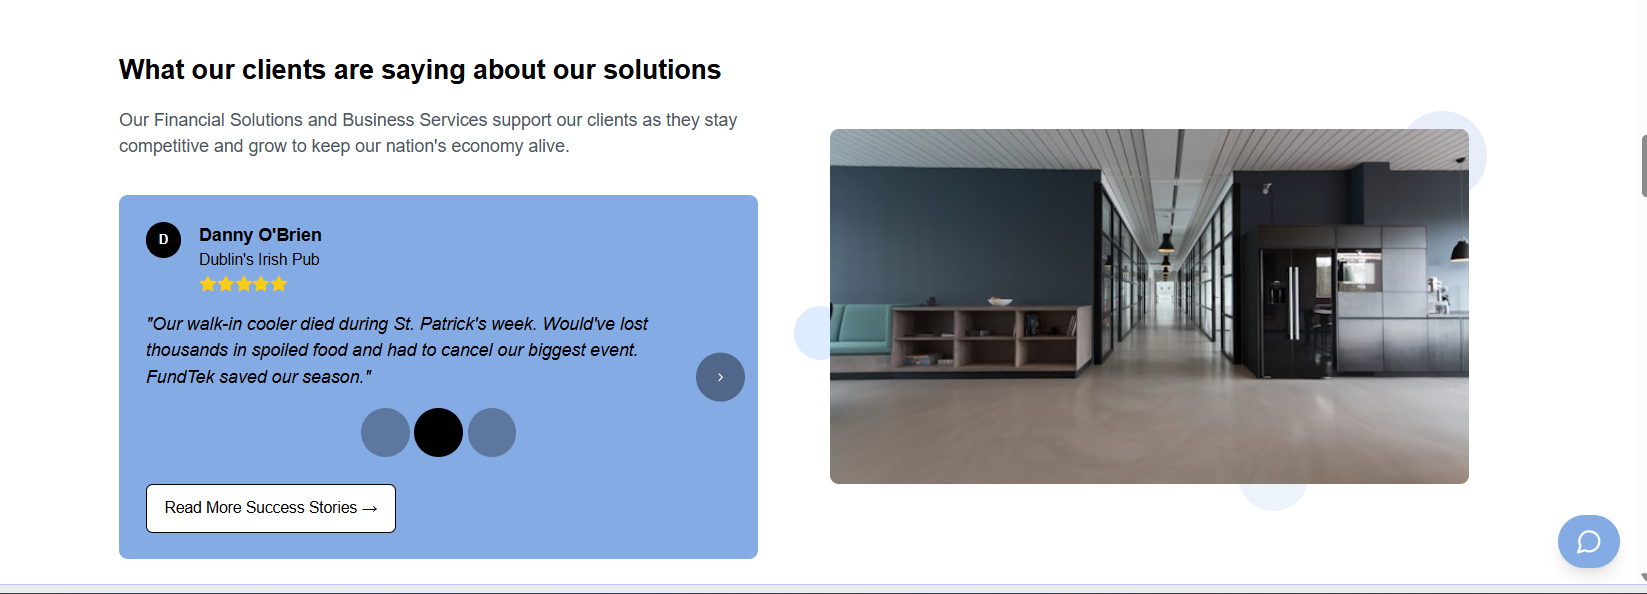 What our clients are saying about our solutions
Our Financial Solutions and Business Services support our clients as they stay
competitive and grow to keep our nation's economy alive.
D
Danny O'Brien
Dublin's Irish Pub
"Our walk-in cooler died during St. Patrick's week. Would've lost
thousands in spoiled food and had to cancel our biggest event.
FundTek saved our season."
Read More Success Stories →